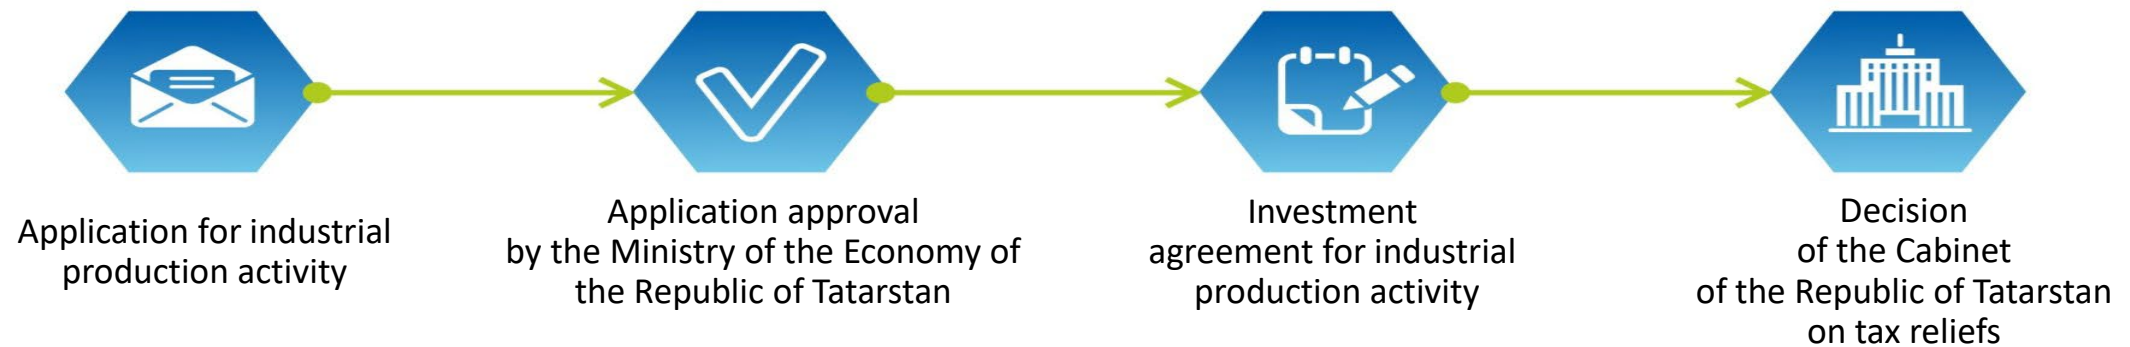 Application for industrial
production activity
Application approval
by the Ministry of the Economy of
the Republic of Tatarstan
Investment
agreement for industrial
production activity
Decision
of the Cabinet
of the Republic of Tatarstan
on tax reliefs